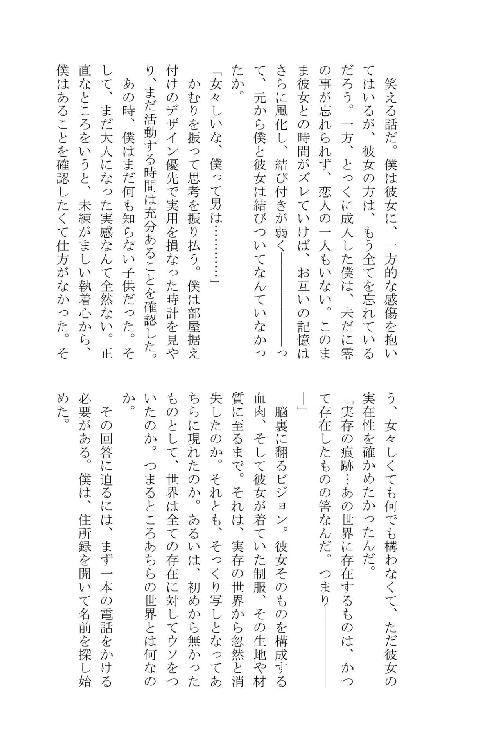 笑える話だ。僕は彼女に、一方的な感傷を抱い
てはいるが、彼女の方は、もう全てを忘れている
だろう。一方、とっくに成人した僕は、未だに零
の事が忘れられず、恋人の一人もいない。このま
ま彼女との時間がズレていけば、お互いの記憶は
さらに風化し、結び付きが弱く――――――っ
て、元から僕と彼女は結びついてなんていなかっ
たか。
「女々しいな、僕って男は…………」
かむりを振って思考を振り払う。僕は部屋据え
付けのデザイン優先で実用を損なった時計を見や
り、まだ活動する時間は充分あることを確認した。
あの時、僕はまだ何も知らない子供だった。そ
して、まだ大人になった実感なんて全然ない。正
直なところをいうと、未練がましい執着心から、
僕はあることを確認したくて仕方がなかった。そ
う、女々しくても何でも構わなくて、ただ彼女の
実在性を確かめたかったんだ。
「実存の痕跡…あの世界に存在するものは、かつ
て存在したものの筈なんだ。つまり――――――
―」
脳裏に翻るビジョン。彼女そのものを構成する
血肉、そして彼女が着ていた制服、その生地や材
質に至るまで。それは、実存の世界から忽然と消
失したのか。それとも、そっくり写しとなってあ
ちらに現れたのか。あるいは、初めから無かった
ものとして、世界は全ての存在に対してウソをつ
いたのか。つまるところあちらの世界とは何なの
か。
その回答に迫るには、まず一本の電話をかける
必要がある。僕は、住所録を開いて名前を探し始
めた。